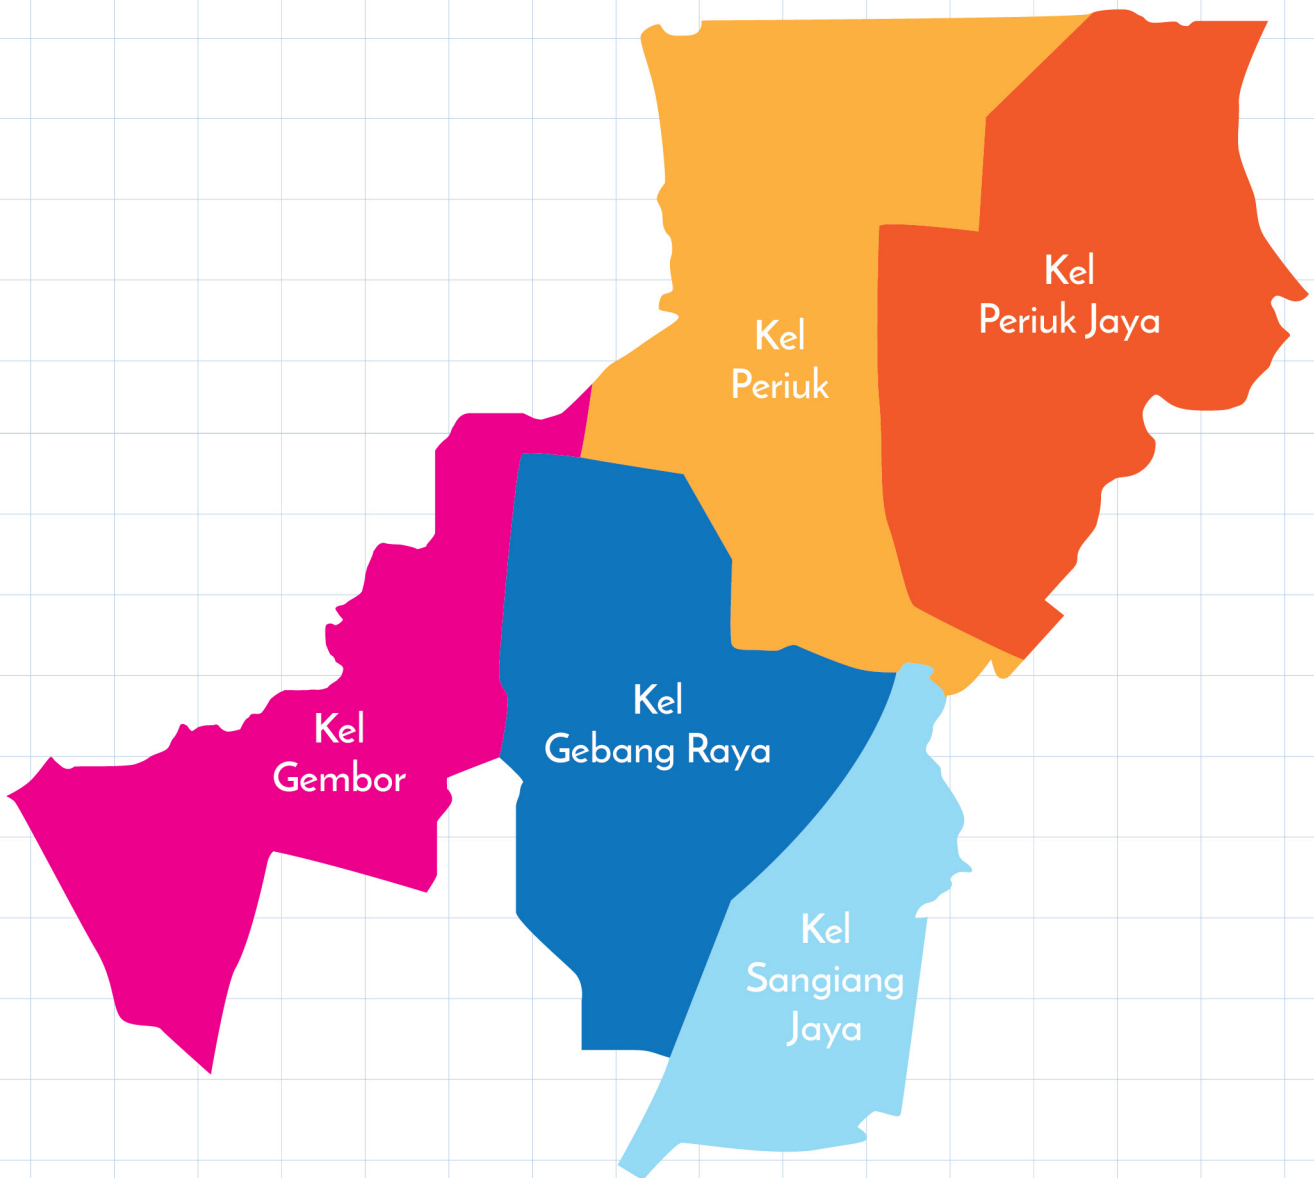 Kel
Periuk Jaya
Kel
Periuk
Kel
Gebang Raya
Kel
Gembor
Kel
Sangiang
Jaya